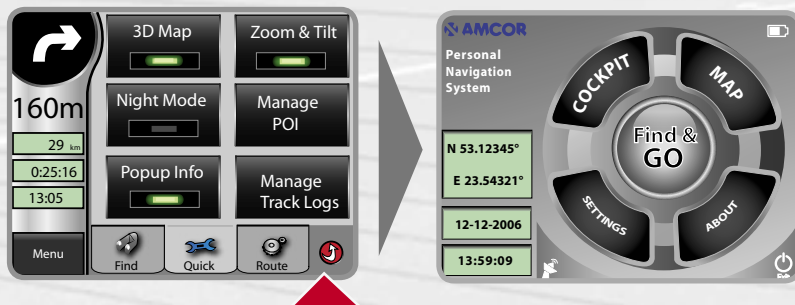 3D Map
Zoom & Tilt
160m
Night Mode
Manage
POI
29 km
0:25:16
13:05
Popup Info
Manage
Track Logs
Menu
Find
Quick
Route
AMCOR
Personal
Navigation
System
COCKPIT
MAP
Find &
GO
N 53.12345°
E 23.54321°
SETTINGS
ABOUT
12-12-2006
13:59:09